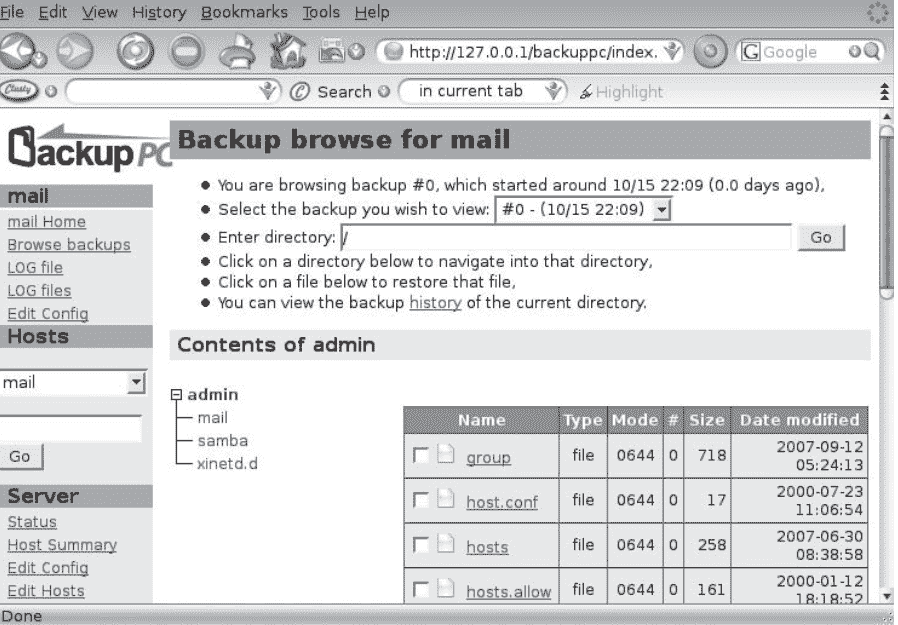 File Edit View History Bookmarks Tools Help
http://127.0.0.1/backuppc/index.
G Google
Clusty
Search
in current tab
Highlight
BackupPC
Backup browse for mail
You are browsing backup #0, which started around 10/15 22:09 (0.0 days ago),
Select the backup you wish to view: #0 - (10/15 22:09)
Enter directory: / Go
Click on a directory below to navigate into that directory,
Click on a file below to restore that file,
You can view the backup history of the current directory.
mail
mail Home
Browse backups
LOG file
LOG files
Edit Config
Hosts
mail
Go
Server
Status
Host Summary
Edit Config
Edit Hosts
Contents of admin
admin
mail
samba
xinetd.d
Name Type Mode # Size Date modified
group file 0644 0 718 2007-09-12 05:24:13
host.conf file 0644 0 17 2000-07-23 11:06:54
hosts file 0644 0 258 2007-06-30 08:38:58
hosts.allow file 0644 0 161 2000-01-12 18:18:52
Done